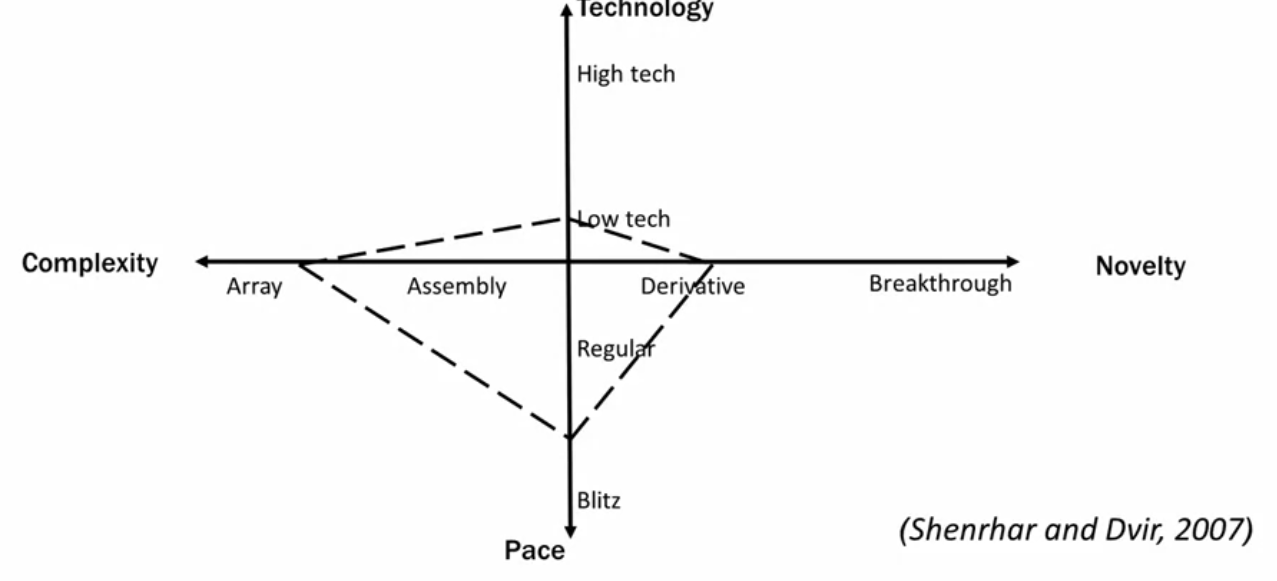 Technology
High tech
Low tech
Complexity
Novelty
Array
Assembly
Derivative
Breakthrough
Regular
Blitz
Pace
(Shenrhar and Dvir, 2007)